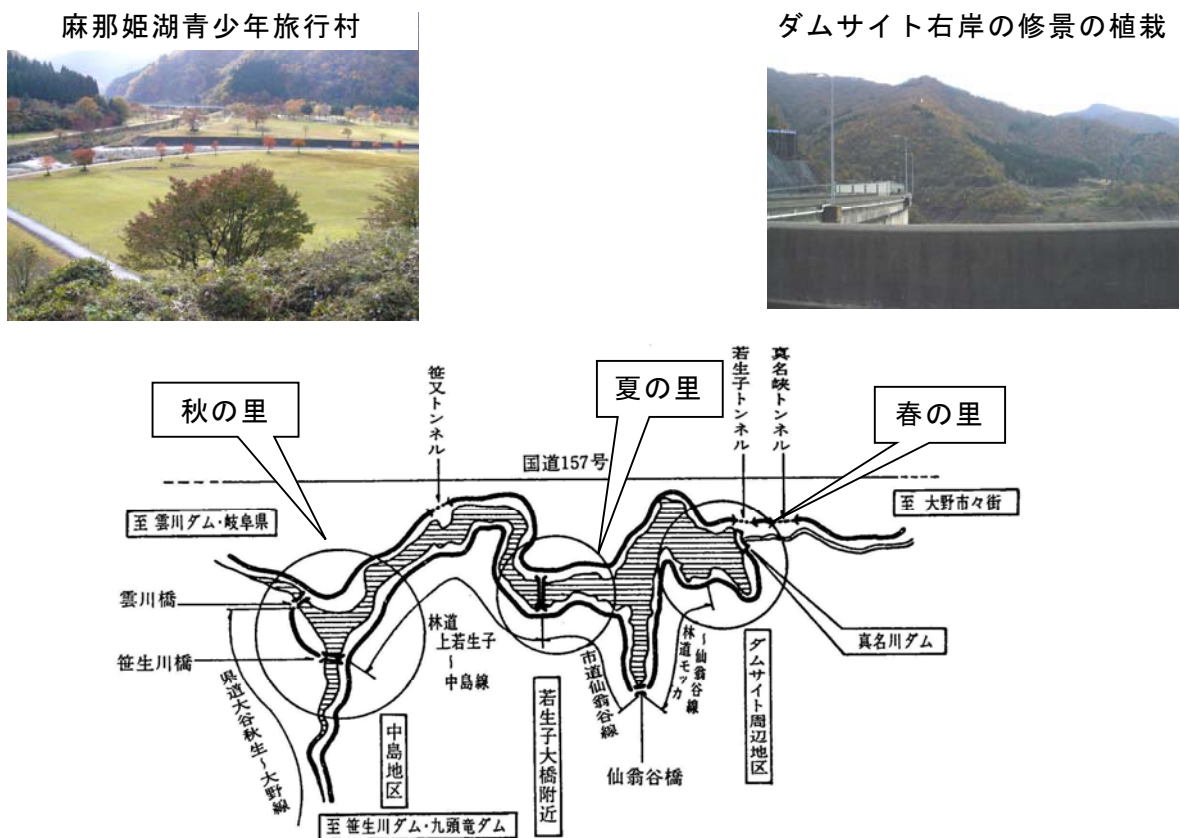 麻那姫湖青少年旅行村
ダムサイト右岸の修景の植栽
秋の里
笹又トンネル
夏の里
若生子トンネル
真名峡トンネル
春の里
国道157号
至 雲川ダム・岐阜県
至 大野市々街
雲川橋
笹生川橋
県道大谷秋生～大野線
林道
上若生子
～
中島線
中島地区
若生子大橋附近
市道仙翁谷線
仙翁谷橋
林道モッカ
～仙翁谷線
ダムサイト周辺地区
真名川ダム
至 笹生川ダム・九頭竜ダム